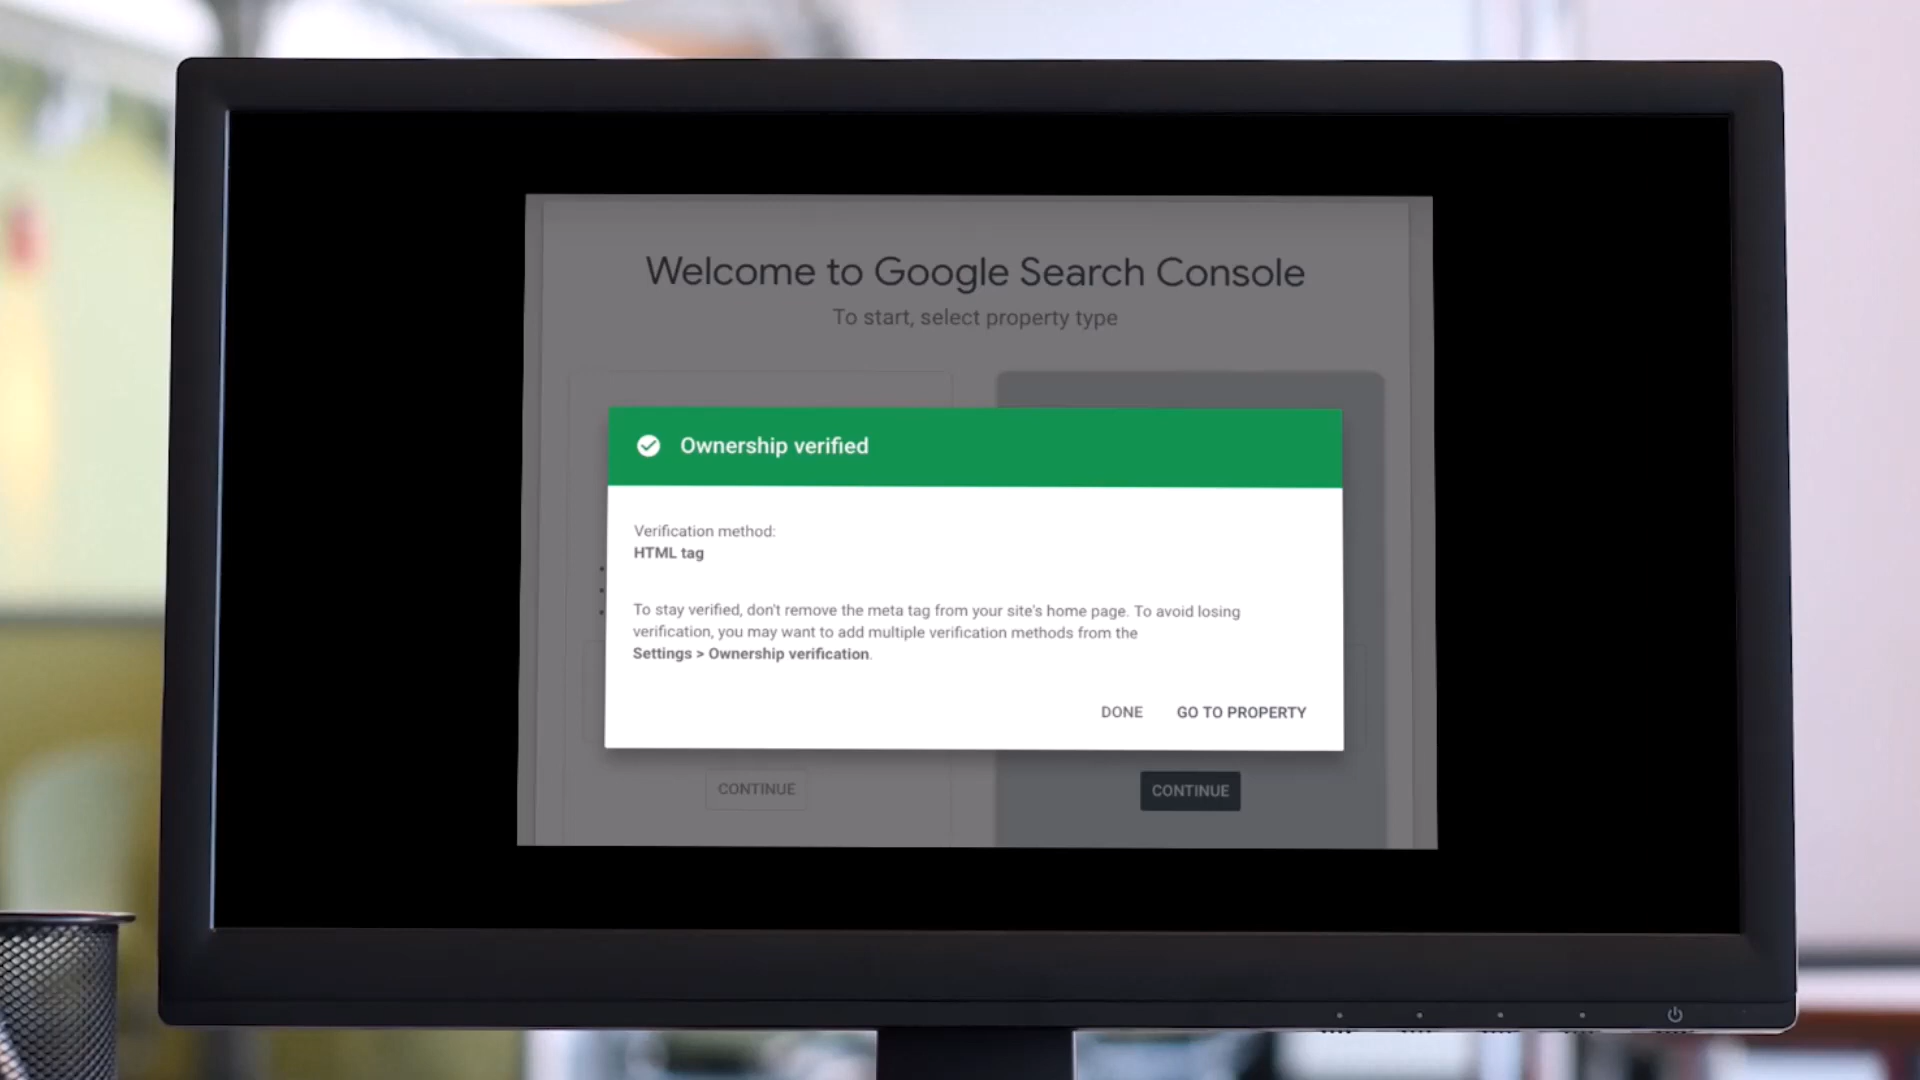 Welcome to Google Search Console
To start, select property type
Ownership verified
Verification method:
HTML tag
To stay verified, don't remove the meta tag from your site's home page. To avoid losing
verification, you may want to add multiple verification methods from the
Settings > Ownership verification.
DONE GO TO PROPERTY
CONTINUE CONTINUE